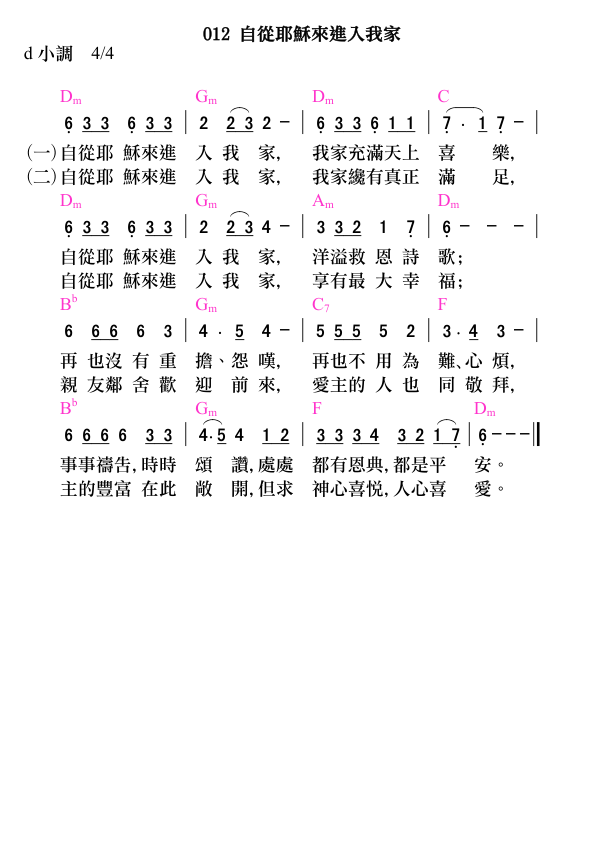 012 自從耶穌來進入我家
d 小調 4/4
Dm Gm Dm C
6 3 3 6 3 3 | 2 2 3 2 － | 6 3 3 6 1 1 | 7 · 1 7 － |
(一)自從耶 穌來進 入 我 家, 我家充滿天上 喜 樂,
(二)自從耶 穌來進 入 我 家, 我家纔有真正 滿 足,
Dm Gm Am Dm
6 3 3 6 3 3 | 2 2 3 4 － | 3 3 2 1 7 | 6 － － － |
自從耶 穌來進 入 我 家, 洋溢救 恩 詩 歌;
自從耶 穌來進 入 我 家, 享有最 大 幸 福;
Bb Gm C7 F
6 6 6 6 3 | 4 · 5 4 － | 5 5 5 5 2 | 3 · 4 3 － |
再 也沒 有 重 擔、怨 嘆, 再也不 用 為 難、心 煩,
親 友鄰 舍 歡 迎 前 來, 愛主的 人 也 同 敬 拜,
Bb Gm F Dm
6 6 6 6 3 3 | 4 · 5 4 1 2 | 3 3 3 4 3 2 1 7 | 6 － － － ‖
事事禱告, 時時 頌 讚, 處處 都有恩典, 都是平 安。
主的豐富 在此 敞 開, 但求 神心喜悅, 人心喜 愛。